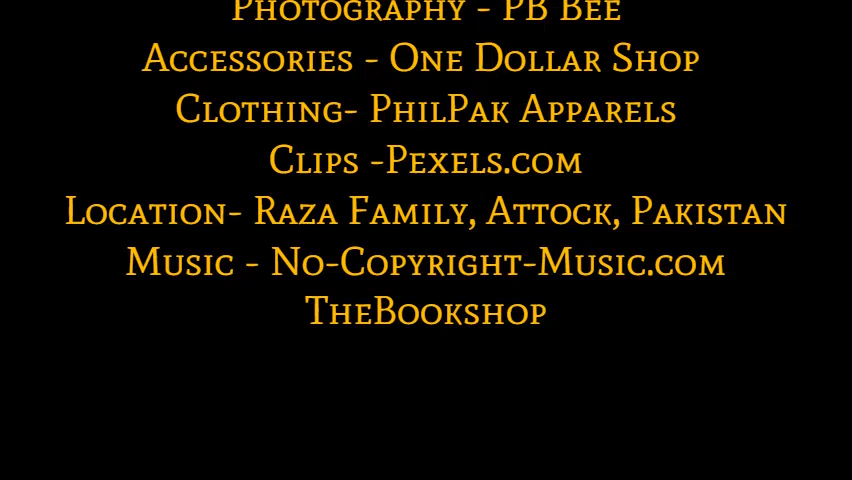 Photography - PB Bee
Accessories - One Dollar Shop
Clothing- PhilPak Apparels
Clips -Pexels.com
Location- Raza Family, Attock, Pakistan
Music - No-Copyright-Music.com
TheBookshop